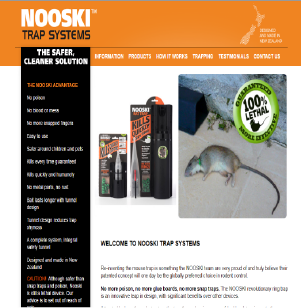 NOOSKI™
TRAP SYSTEMS
DESIGNED
AND MADE IN
NEW ZEALAND
THE SAFER,
CLEANER SOLUTION
INFORMATION PRODUCTS HOW IT WORKS TRAPPING TESTIMONIALS CONTACT US
THE NOOSKI ADVANTAGE
No poison
No blood or mess
No more snapped fingers
Easy to use
Safer around children and pets
Kills every time guaranteed
Kills quickly and humanely
No metal parts, no rust
Bait lasts longer with tunnel
design
Tunnel design induces trap
shyness
A complete system, integral
safety tunnel
Designed and made in New
Zealand
CAUTION! Although safer than
snap traps and poison, Nooski
is still a lethal device. Our
advice is to set out of reach of
NOOSKI
KILLS
GUARANTEED
100%
LETHAL
WELCOME TO NOOSKI TRAP SYSTEMS
Re-inventing the mouse trap is something the NOOSKI team are very proud of and truly believe their
patented concept will one day be the globally preferred choice in rodent control.
No more poison, no more glue boards, no more snap traps. The NOOSKI revolutionary ring trap
is an innovative trap in design, with significant benefits over other devices.